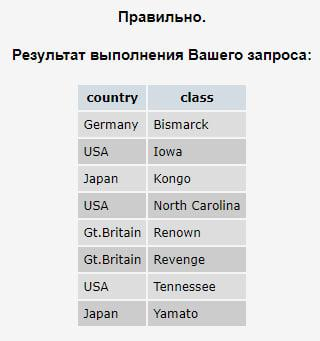 Правильно.
Результат выполнения Вашего запроса:
country class
Germany Bismarck
USA Iowa
Japan Kongo
USA North Carolina
Gt.Britain Renown
Gt.Britain Revenge
USA Tennessee
Japan Yamato